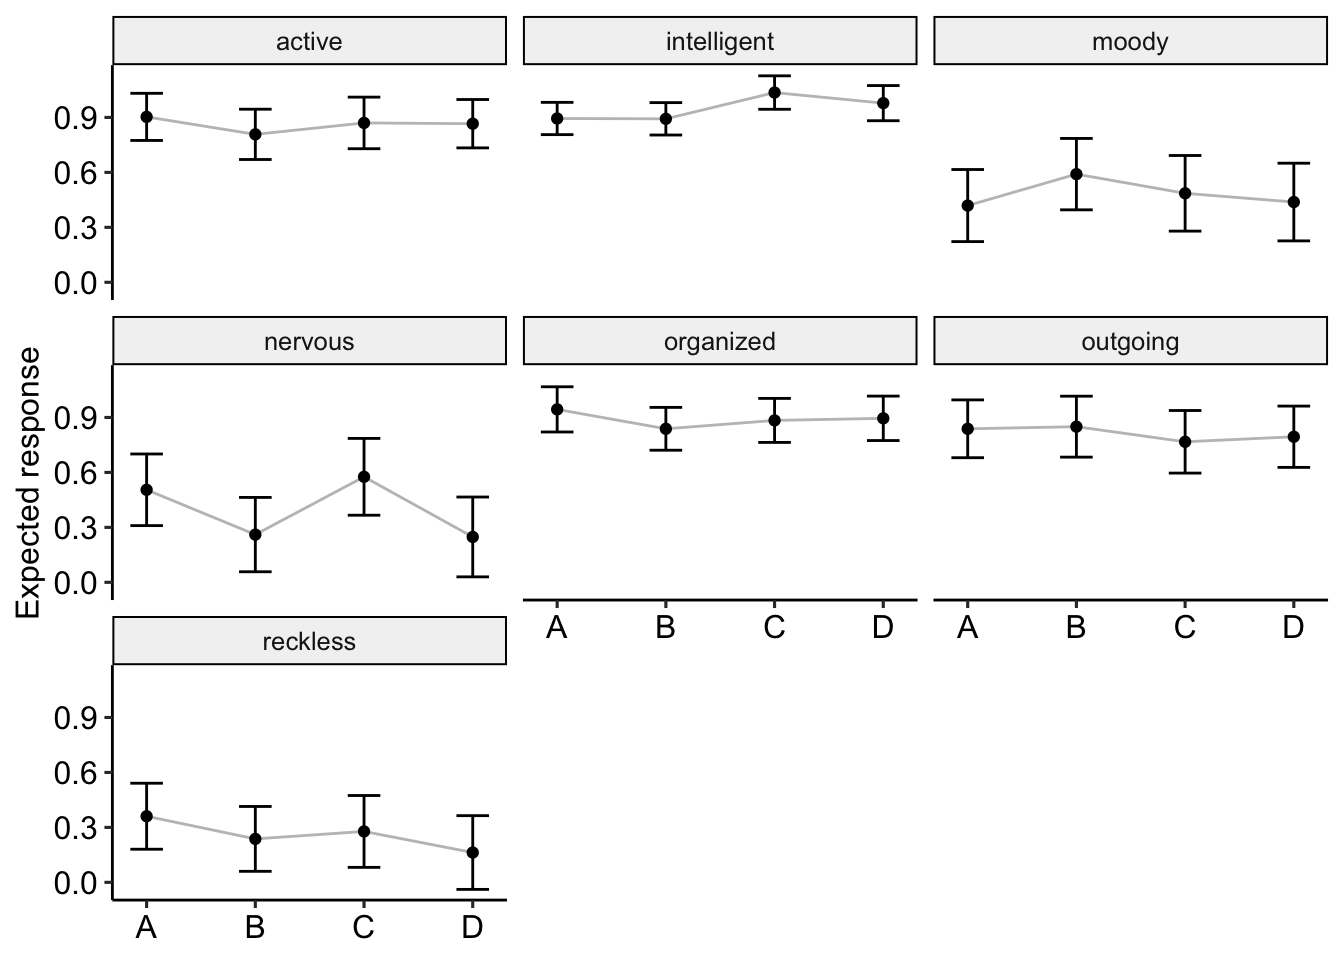 active intelligent moody
0.9
0.6
0.3
0.0
nervous organized outgoing
Expected response
0.9
0.6
0.3
0.0
A B C D A B C D
reckless
0.9
0.6
0.3
0.0
A B C D